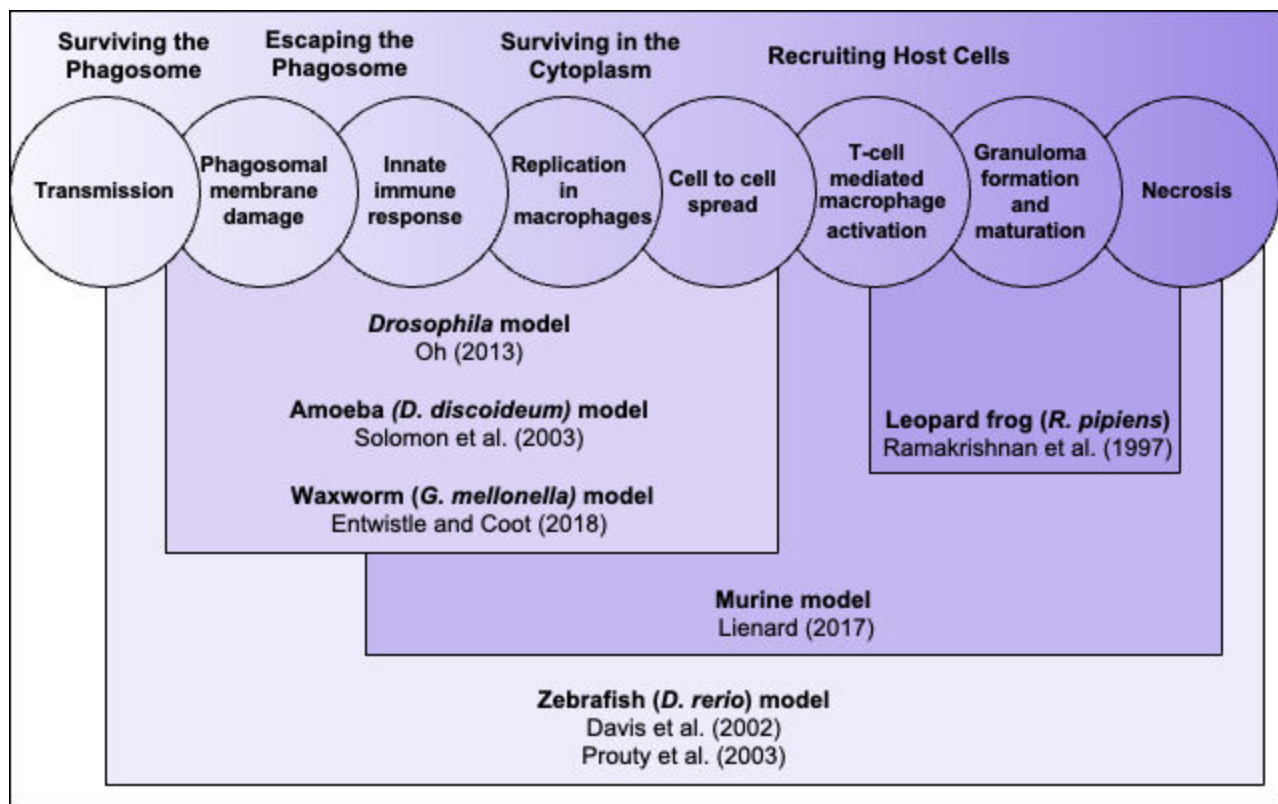 Surviving the
Phagosome
Escaping the
Phagosome
Surviving in the
Cytoplasm
Recruiting Host Cells
Transmission
Phagosomal
membrane
damage
Innate
immune
response
Replication
in
macrophages
Cell to cell
spread
T-cell
mediated
macrophage
activation
Granuloma
formation
and
maturation
Necrosis
Drosophila model
Oh (2013)
Amoeba (D. discoideum) model
Solomon et al. (2003)
Waxworm (G. mellonella) model
Entwistle and Coot (2018)
Leopard frog (R. pipiens)
Ramakrishnan et al. (1997)
Murine model
Lienard (2017)
Zebrafish (D. rerio) model
Davis et al. (2002)
Prouty et al. (2003)